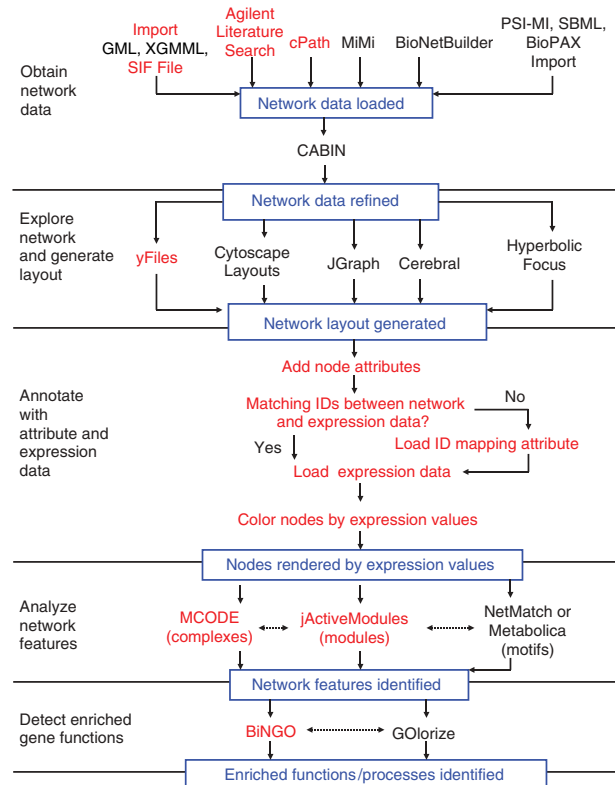 Import
GML, XGMML,
SIF File
Agilent
Literature
Search
cPath
MiMi
BioNetBuilder
PSI-MI, SBML,
BioPAX
Import
Obtain
network
data
Network data loaded
CABIN
Network data refined
Explore
network
and generate
layout
yFiles
Cytoscape
Layouts
JGraph
Cerebral
Hyperbolic
Focus
Network layout generated
Annotate
with
attribute and
expression
data
Add node attributes
Matching IDs between network
and expression data?
No
Yes
Load ID mapping attribute
Load expression data
Color nodes by expression values
Nodes rendered by expression values
Analyze
network
features
MCODE
(complexes)
jActiveModules
(modules)
NetMatch or
Metabolica
(motifs)
Network features identified
Detect enriched
gene functions
BiNGO
GOlorize
Enriched functions/processes identified